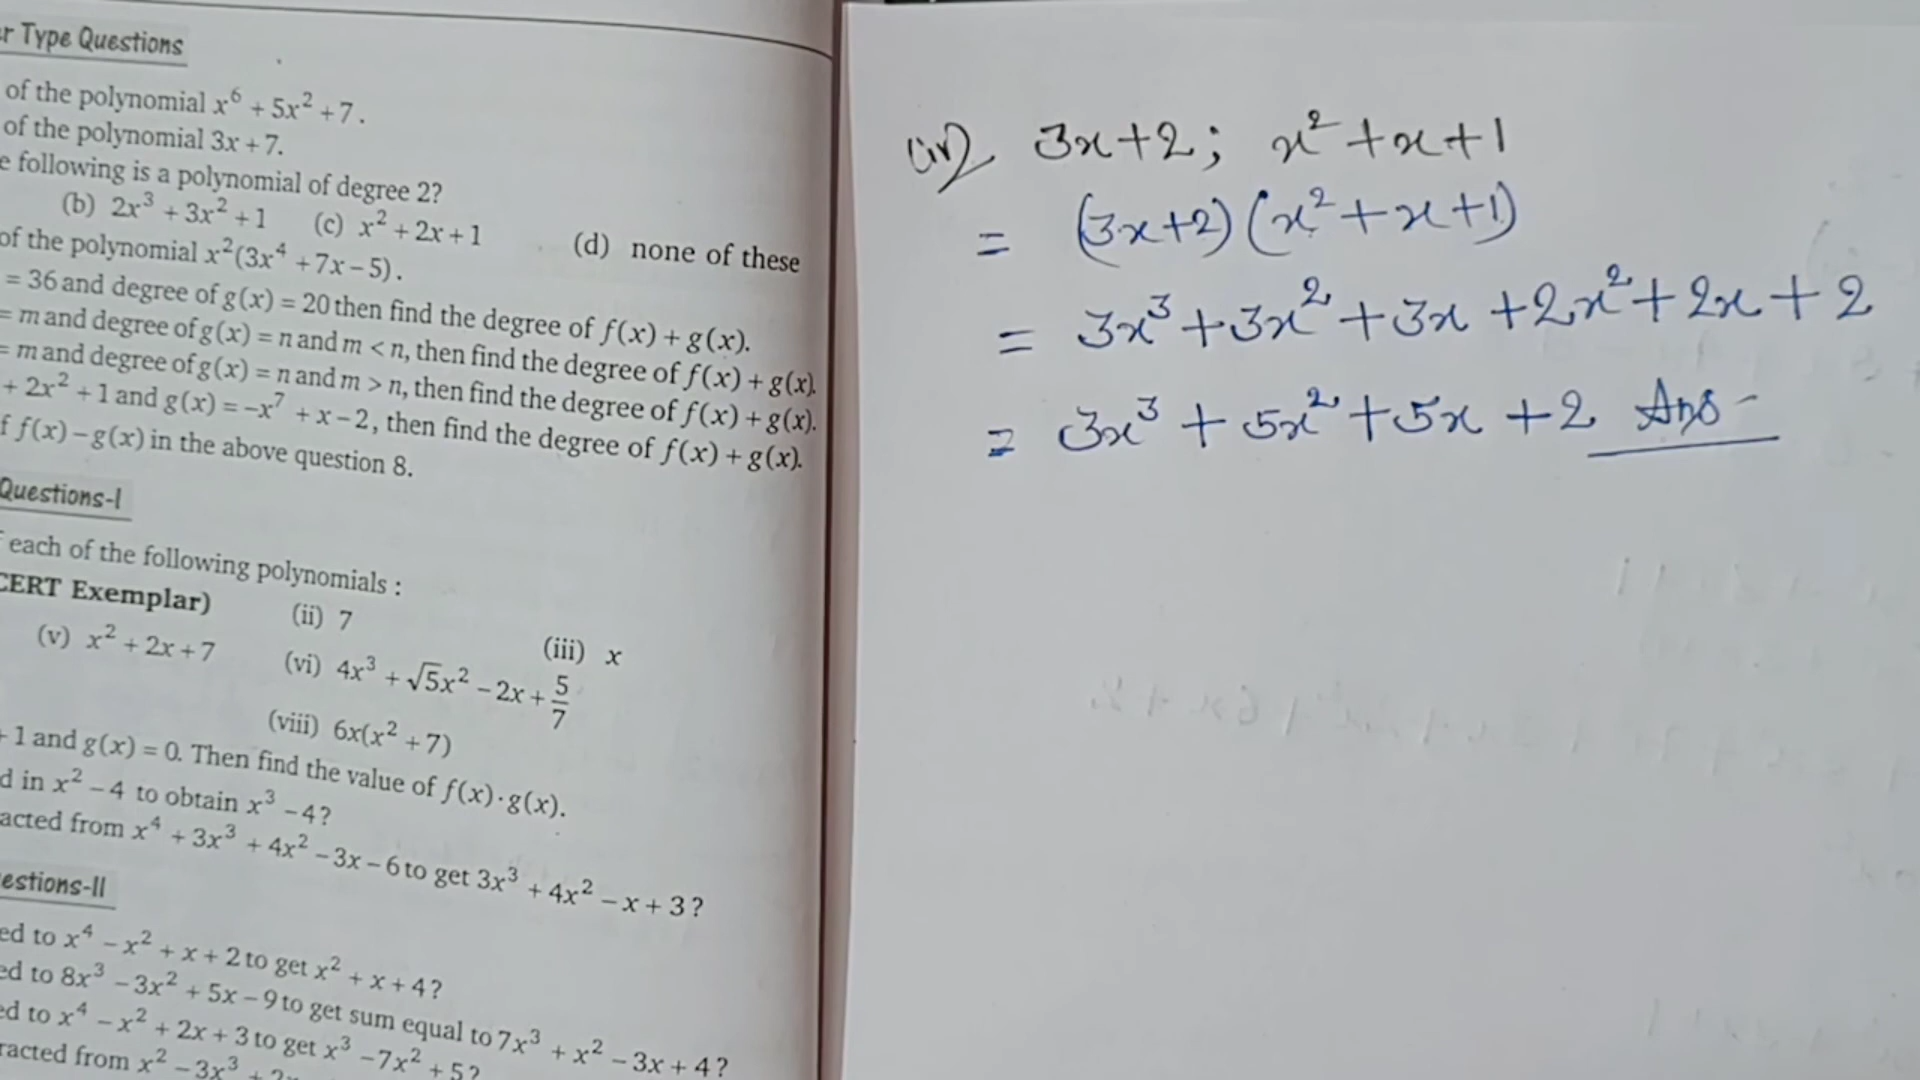 r Type Questions
of the polynomial x⁶ + 5x² + 7.
of the polynomial 3x + 7.
e following is a polynomial of degree 2?
(b) 2x³ + 3x² + 1 (c) x² + 2x + 1 (d) none of these
of the polynomial x²(3x⁴ + 7x − 5).
= 36 and degree of g(x) = 20 then find the degree of f(x) + g(x).
= m and degree of g(x) = n and m < n, then find the degree of f(x) + g(x).
= m and degree of g(x) = n and m > n, then find the degree of f(x) + g(x).
+ 2x² + 1 and g(x) = −x⁷ + x − 2, then find the degree of f(x) + g(x).
f f(x) − g(x) in the above question 8.
Questions-I
each of the following polynomials :
CERT Exemplar) (ii) 7 (iii) x
(v) x² + 2x + 7 (vi) 4x³ + √5x² − 2x + 5/7
(viii) 6x(x² + 7)
+ 1 and g(x) = 0. Then find the value of f(x)·g(x).
d in x² − 4 to obtain x³ − 4?
acted from x⁴ + 3x³ + 4x² − 3x − 6 to get 3x³ + 4x² − x + 3?
estions-II
ed to x⁴ − x² + x + 2 to get x² + x + 4?
ed to 8x³ − 3x² + 5x − 9 to get sum equal to 7x³ + x² − 3x + 4?
ed to x⁴ − x² + 2x + 3 to get x³ − 7x² + 5?
racted from x² − 3x³
(iv) 3x+2; x²+x+1
= (3x+2)(x²+x+1)
= 3x³+3x²+3x+2x²+2x+2
= 3x³+5x²+5x+2 Ans-